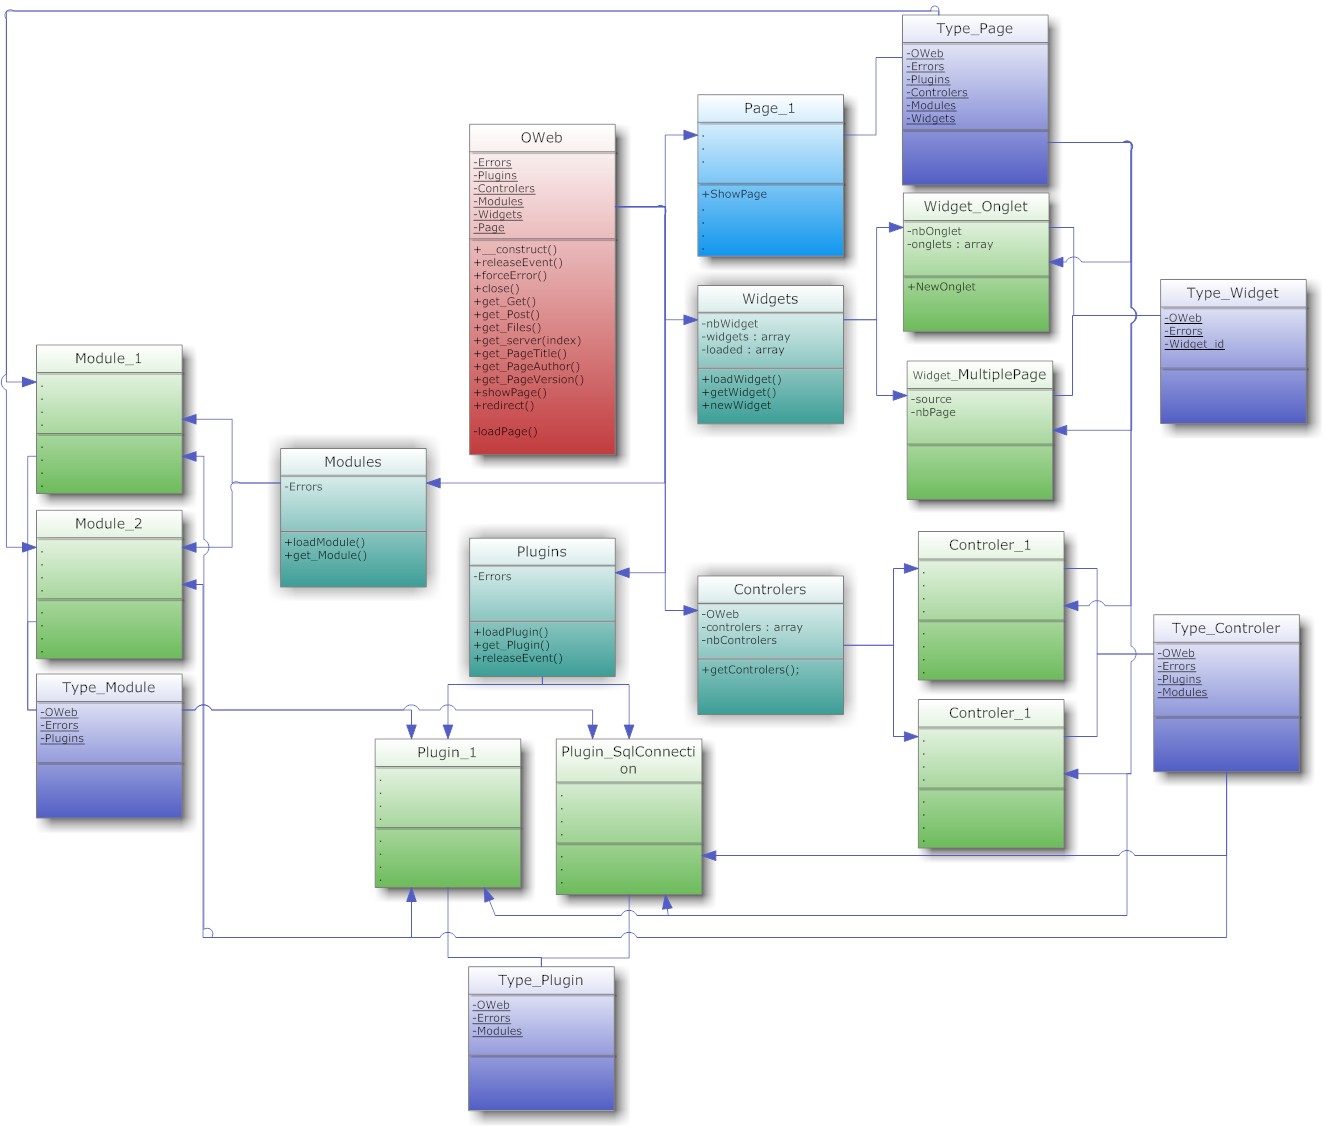 Type_Page
-OWeb
-Errors
-Plugins
-Controlers
-Modules
-Widgets
Page_1
.
.
.
+ShowPage
.
.
.
.
OWeb
-Errors
-Plugins
-Controlers
-Modules
-Widgets
-Page
+__construct()
+releaseEvent()
+forceError()
+close()
+get_Get()
+get_Post()
+get_Files()
+get_server(index)
+get_PageTitle()
+get_PageAuthor()
+get_PageVersion()
+showPage()
+redirect()
-loadPage()
Widget_Onglet
-nbOnglet
-onglets : array
+NewOnglet
Widgets
-nbWidget
-widgets : array
-loaded : array
+loadWidget()
+getWidget()
+newWidget
Type_Widget
-OWeb
-Errors
-Widget_id
Widget_MultiplePage
-source
-nbPage
Module_1
.
.
.
.
.
.
.
.
Modules
-Errors
+loadModule()
+get_Module()
Module_2
.
.
.
.
.
.
.
.
Plugins
-Errors
+loadPlugin()
+get_Plugin()
+releaseEvent()
Controlers
-OWeb
-controlers : array
-nbControlers
+getControlers();
Controler_1
.
.
.
.
.
.
.
.
Type_Controler
-OWeb
-Errors
-Plugins
-Modules
Type_Module
-OWeb
-Errors
-Plugins
Controler_1
.
.
.
.
.
.
.
.
Plugin_1
.
.
.
.
.
.
.
.
Plugin_SqlConnecti
on
.
.
.
.
.
.
.
Type_Plugin
-OWeb
-Errors
-Modules